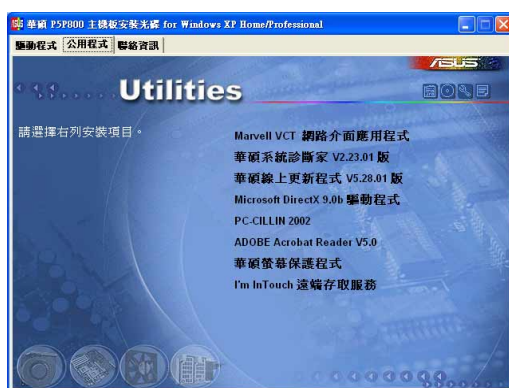 華碩 P5P800 主機板安裝光碟 for Windows XP Home/Professional
驅動程式 公用程式 聯絡資訊
ASUS
Utilities
請選擇右列安裝項目。
Marvell VCT 網路介面應用程式
華碩系統診斷家 V2.23.01 版
華碩線上更新程式 V5.28.01 版
Microsoft DirectX 9.0b 驅動程式
PC-CILLIN 2002
ADOBE Acrobat Reader V5.0
華碩螢幕保護程式
I'm InTouch 遠端存取服務